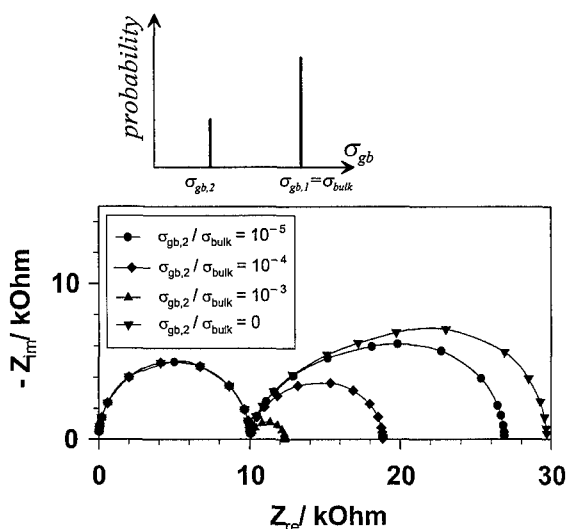 probability
σgb
σgb,2
σgb,1=σbulk
σgb,2 / σbulk = 10⁻⁵
σgb,2 / σbulk = 10⁻⁴
σgb,2 / σbulk = 10⁻³
σgb,2 / σbulk = 0
- Zim/ kOhm
10
0
0
10
20
30
Zre/ kOhm